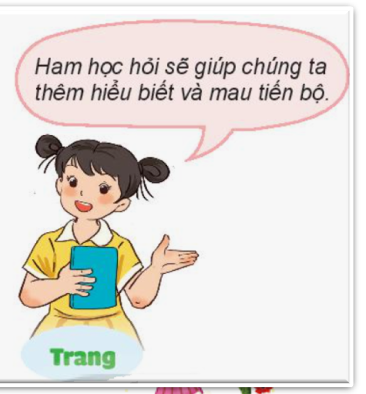 Ham học hỏi sẽ giúp chúng ta
thêm hiểu biết và mau tiến bộ.
Trang